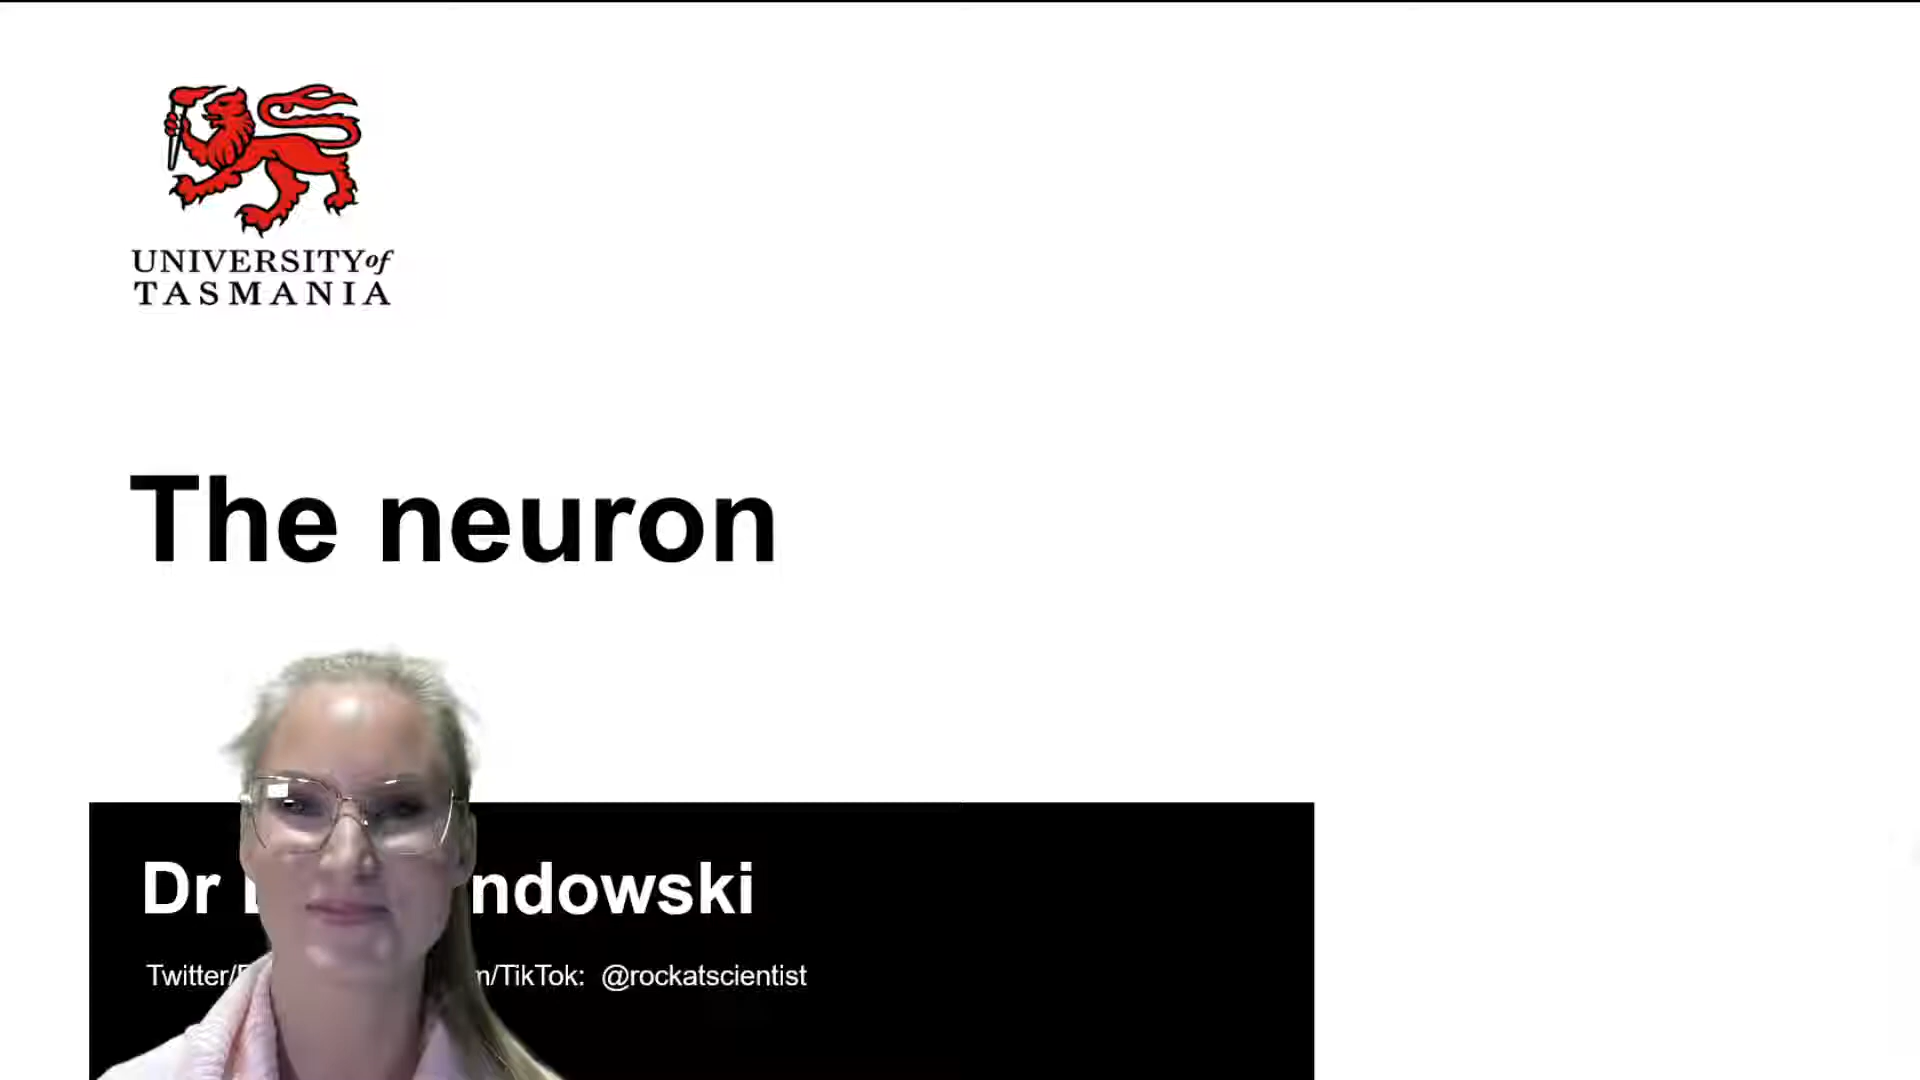 UNIVERSITY of
TASMANIA
The neuron
Dr ndowski
Twitter/ m/TikTok: @rockatscientist